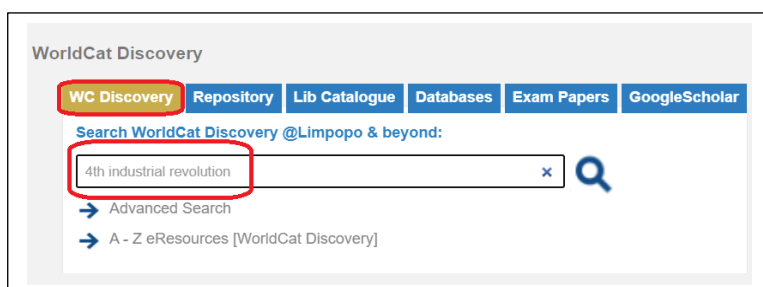 WorldCat Discovery
WC Discovery Repository Lib Catalogue Databases Exam Papers GoogleScholar
Search WorldCat Discovery @Limpopo & beyond:
4th industrial revolution ×
Advanced Search
A - Z eResources [WorldCat Discovery]